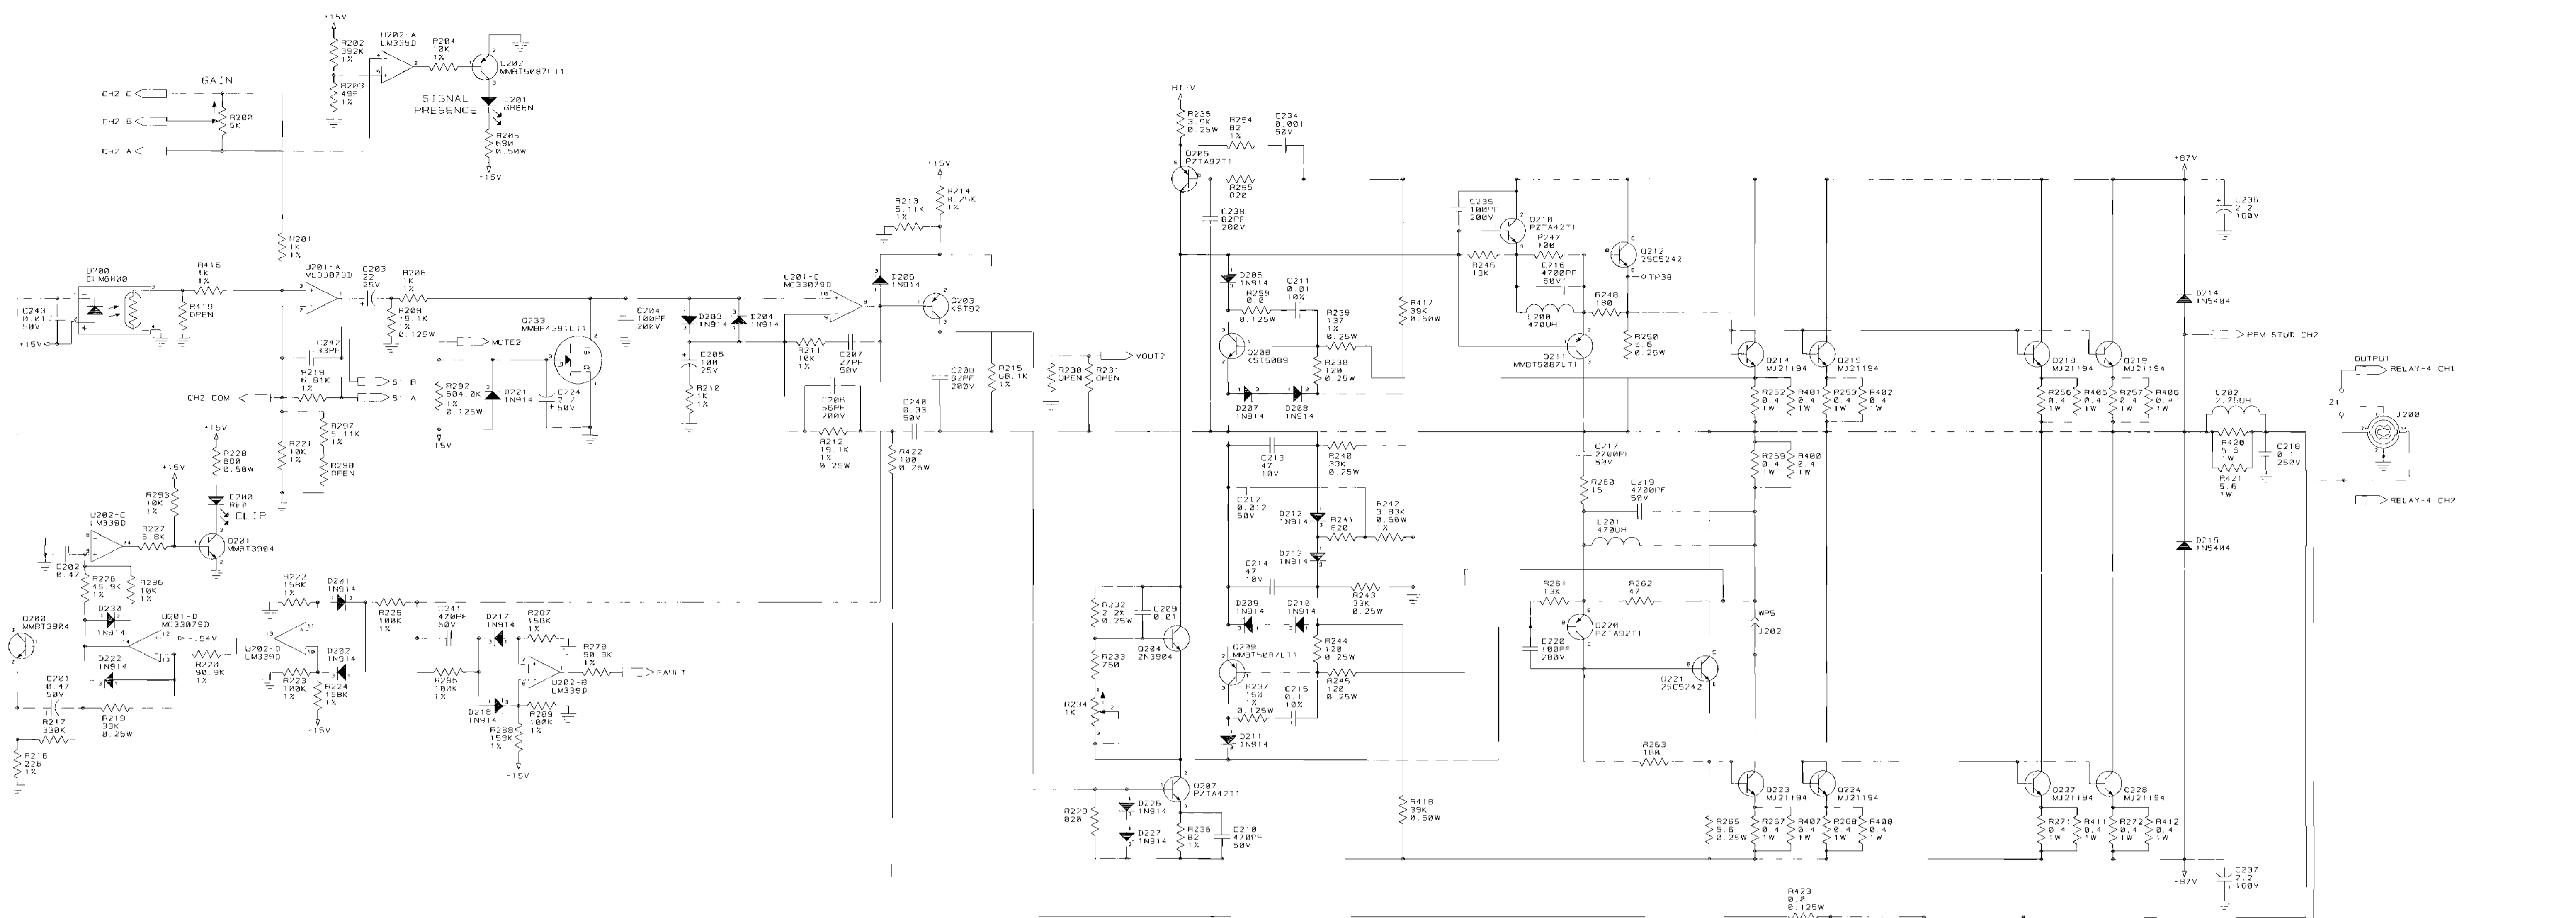 +15V
R202
392K
1%
U202-A
LM339D
R204
10K
1%
U202
MMBT5087LT1
R203
499
1%
SIGNAL
PRESENCE
C201
GREEN
R205
680
0.50W
-15V
GAIN
CH2 C
CH2 B
CH2 A
R200
5K
R201
1K
1%
U200
CLM6000
R416
1K
1%
R419
OPEN
C243
0.01
50V
+15V
U201-A
MC33079D
C203
22
25V
R206
1K
1%
R209
19.1K
1%
0.125W
C242
33PF
R218
6.81K
1%
S1 B
S1 A
CH2 COM
R221
10K
1%
R297
5.11K
1%
R298
OPEN
MUTE2
Q233
MMBF4391LT1
R292
604.0K
1%
0.125W
D221
1N914
C224
2.2
50V
15V
C204
100PF
200V
D203
1N914
D204
1N914
C205
100
25V
R210
1K
1%
U201-C
MC33079D
R211
10K
1%
C207
27PF
50V
C206
56PF
200V
R212
19.1K
1%
0.25W
R213
5.11K
1%
+15V
R214
8.25K
1%
D205
1N914
Q203
KST92
C208
82PF
200V
R215
68.1K
1%
C240
0.33
50V
R422
100
0.25W
R230
OPEN
R231
OPEN
VOUT2
+15V
R228
680
0.50W
+15V
R293
10K
1%
C200
RED
CLIP
U202-C
LM339D
R227
6.8K
Q201
MMBT3904
C202
0.47
R226
49.9K
1%
R296
10K
1%
D230
1N914
Q200
MMBT3904
U201-D
MC33079D
-.54V
D222
1N914
C201
0.47
50V
R217
330K
R219
33K
0.25W
R216
228
1%
R220
90.9K
1%
R222
158K
1%
D201
1N914
U202-D
LM339D
D202
1N914
R223
100K
1%
R224
158K
1%
-15V
R225
100K
1%
C241
470PF
50V
D217
1N914
R287
158K
1%
R286
100K
1%
D218
1N914
U202-B
LM339D
R278
90.9K
1%
FAULT
R289
100K
1%
R288
158K
1%
-15V
HI-V
R235
3.9K
0.25W
R294
82
1%
C234
0.001
50V
Q205
PZTA92T1
R295
820
C238
82PF
200V
D206
1N914
R299
0.0
0.125W
C211
0.01
10%
R239
137
1%
0.25W
Q208
KST5089
R238
120
0.25W
D207
1N914
D208
1N914
R417
39K
0.50W
C213
47
10V
R240
33K
0.25W
C212
0.012
50V
D212
1N914
R241
820
R242
3.83K
0.50W
1%
D213
1N914
C214
47
10V
R243
33K
0.25W
D209
1N914
D210
1N914
R244
120
0.25W
Q209
MMBT5087LT1
R245
120
0.25W
R237
150
1%
0.125W
C215
0.1
10%
D211
1N914
R232
2.2K
0.25W
C209
0.01
Q204
2N3904
R233
750
R234
1K
Q207
PZTA42T1
R229
820
D226
1N914
D227
1N914
R236
82
1%
C210
470PF
50V
R418
39K
0.50W
C235
100PF
200V
Q210
PZTA42T1
R246
13K
R247
100
C216
4700PF
50V
L200
470UH
R248
180
Q212
2SC5242
TP38
R250
5.6
0.25W
Q211
MMBT5087LT1
C217
2700PF
50V
R260
15
C219
4700PF
50V
L201
470UH
R261
13K
R262
47
Q220
PZTA92T1
C220
100PF
200V
Q221
2SC5242
WP5
J202
R263
180
R265
5.6
0.25W
Q214
MJ21194
Q215
MJ21194
Q218
MJ21194
Q219
MJ21194
R252
0.4
1W
R401
0.4
1W
R253
0.4
1W
R402
0.4
1W
R256
0.4
1W
R405
0.4
1W
R257
0.4
1W
R406
0.4
1W
R259
0.4
1W
R400
0.4
1W
Q223
MJ21194
Q224
MJ21194
Q227
MJ21194
Q228
MJ21194
R267
0.4
1W
R407
0.4
1W
R268
0.4
1W
R408
0.4
1W
R271
0.4
1W
R411
0.4
1W
R272
0.4
1W
R412
0.4
1W
+87V
C236
2.2
160V
D214
1N5404
PFM STUD CH2
L202
2.75UH
R420
5.6
1W
R421
5.6
1W
C218
0.1
250V
OUTPUT
RELAY-4 CH1
Z1
J200
RELAY-4 CH2
D215
1N5404
+87V
C237
2.2
160V
R423
0.0
0.125W